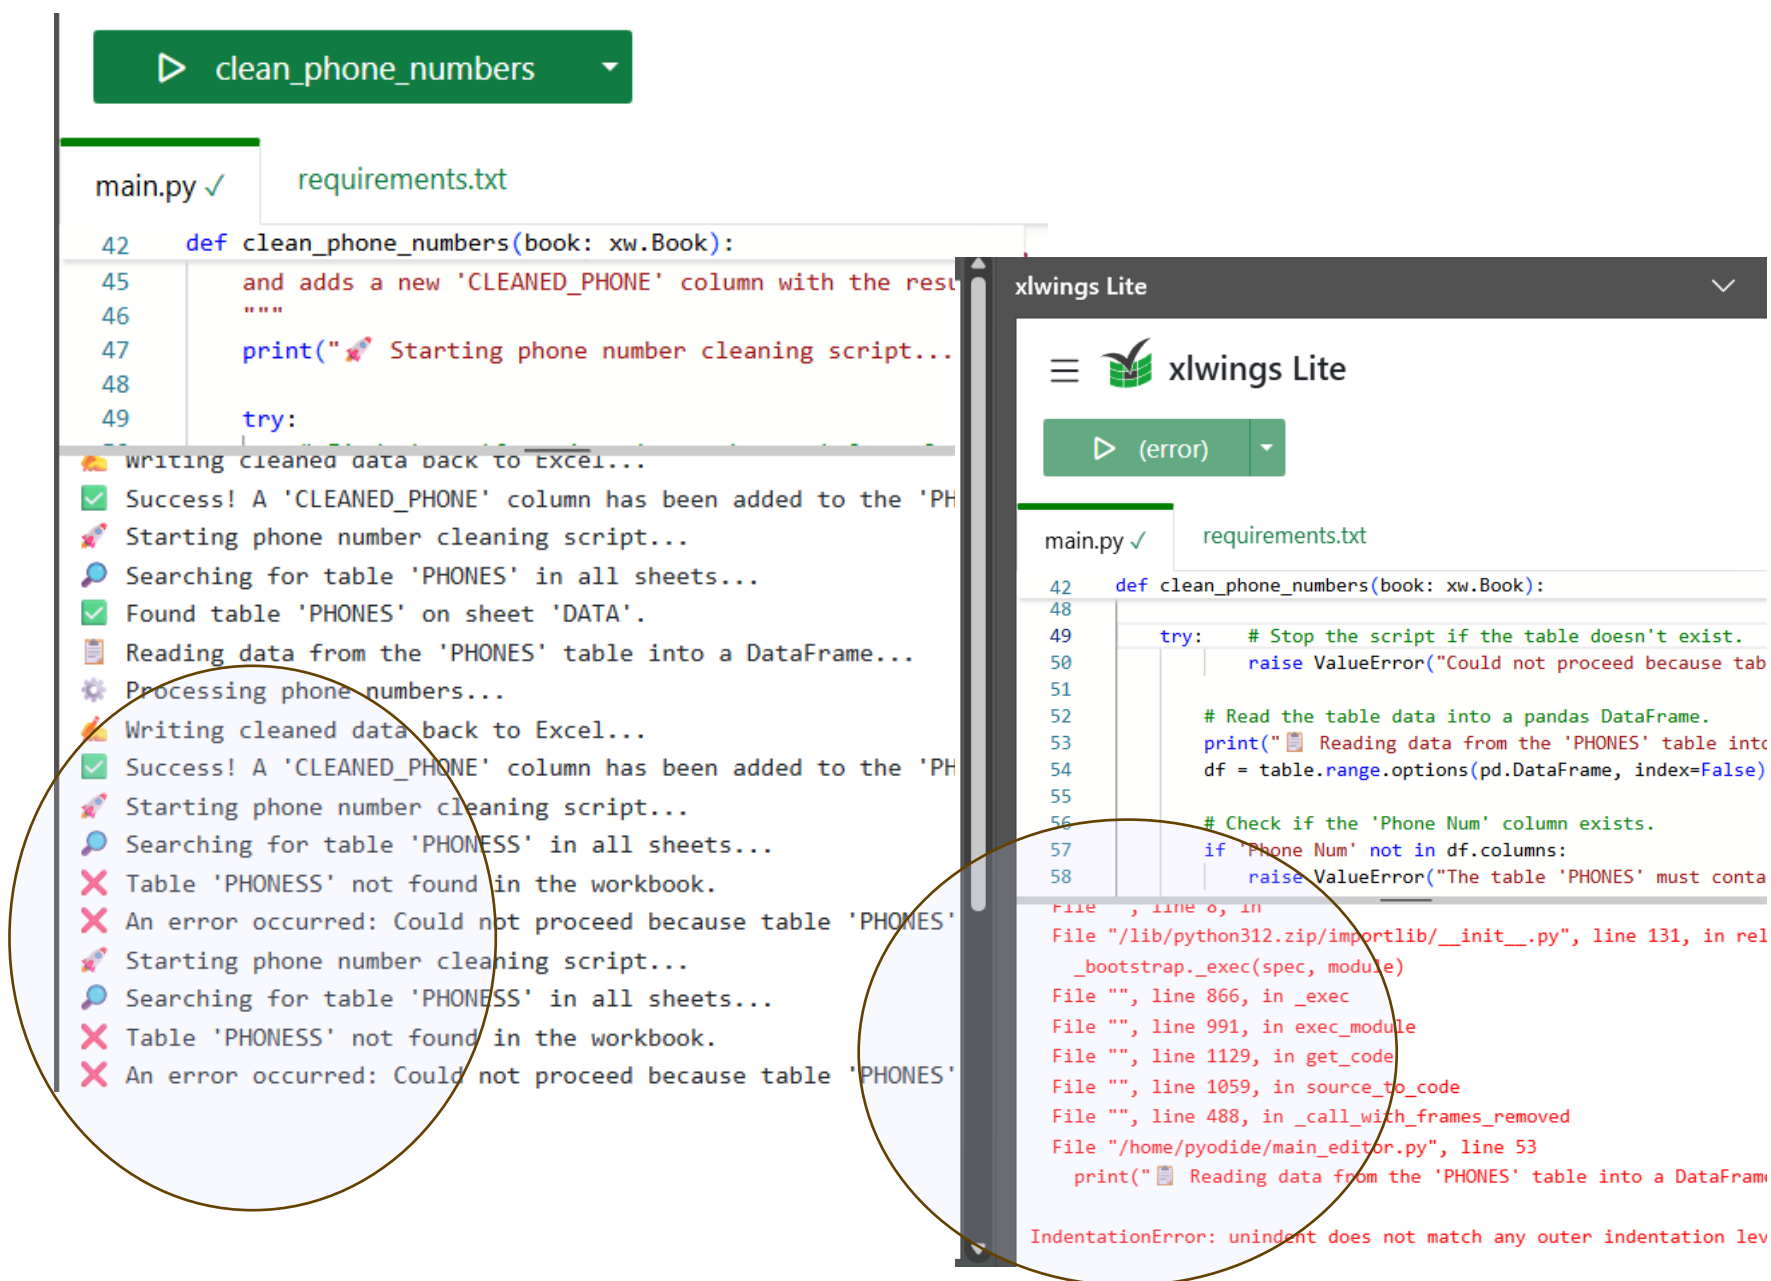 clean_phone_numbers
main.py ✓ requirements.txt
42 def clean_phone_numbers(book: xw.Book):
45 and adds a new 'CLEANED_PHONE' column with the resu
46 """
47 print("🚀 Starting phone number cleaning script...
48
49 try:
✍️ Writing cleaned data back to Excel...
✅ Success! A 'CLEANED_PHONE' column has been added to the 'PH
🚀 Starting phone number cleaning script...
🔎 Searching for table 'PHONES' in all sheets...
✅ Found table 'PHONES' on sheet 'DATA'.
📋 Reading data from the 'PHONES' table into a DataFrame...
⚙️ Processing phone numbers...
✍️ Writing cleaned data back to Excel...
✅ Success! A 'CLEANED_PHONE' column has been added to the 'PH
🚀 Starting phone number cleaning script...
🔎 Searching for table 'PHONESS' in all sheets...
❌ Table 'PHONESS' not found in the workbook.
❌ An error occurred: Could not proceed because table 'PHONES'
🚀 Starting phone number cleaning script...
🔎 Searching for table 'PHONESS' in all sheets...
❌ Table 'PHONESS' not found in the workbook.
❌ An error occurred: Could not proceed because table 'PHONES'
xlwings Lite
xlwings Lite
(error)
main.py ✓ requirements.txt
42 def clean_phone_numbers(book: xw.Book):
48
49 try: # Stop the script if the table doesn't exist.
50 raise ValueError("Could not proceed because tab
51
52 # Read the table data into a pandas DataFrame.
53 print("📋 Reading data from the 'PHONES' table into
54 df = table.range.options(pd.DataFrame, index=False)
55
56 # Check if the 'Phone Num' column exists.
57 if 'Phone Num' not in df.columns:
58 raise ValueError("The table 'PHONES' must conta
File "", line 8, in
File "/lib/python312.zip/importlib/__init__.py", line 131, in rel
_bootstrap._exec(spec, module)
File "", line 866, in _exec
File "", line 991, in exec_module
File "", line 1129, in get_code
File "", line 1059, in source_to_code
File "", line 488, in _call_with_frames_removed
File "/home/pyodide/main_editor.py", line 53
print("📋 Reading data from the 'PHONES' table into a DataFrame
IndentationError: unindent does not match any outer indentation lev